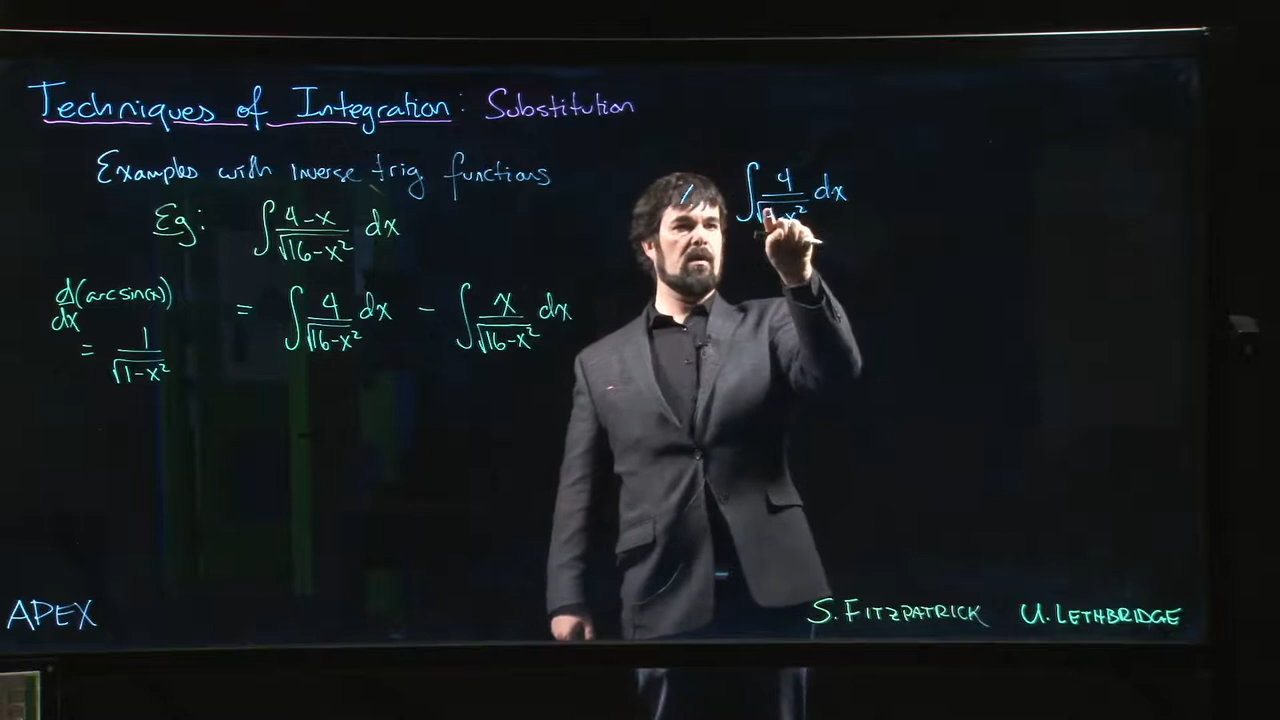 Techniques of Integration: Substitution
Examples with inverse trig functions
Eg: ∫ (4-x)/√(16-x²) dx
d/dx (arcsin(x)) = 1/√(1-x²)
= ∫ 4/√(16-x²) dx - ∫ x/√(16-x²) dx
∫ 4/√( -x²) dx
APEX
S. FITZPATRICK U. LETHBRIDGE